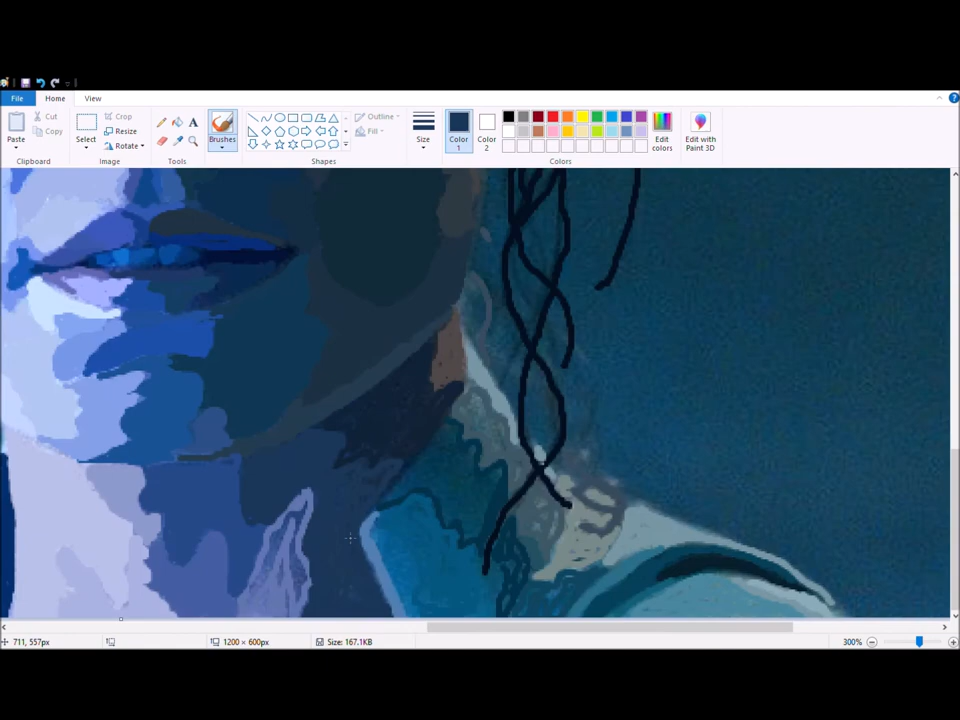 File Home View
Paste
Cut
Copy
Clipboard
Select
Crop
Resize
Rotate
Image
A
Tools
Brushes
Outline
Fill
Shapes
Size
Color
1
Color
2
Colors
Edit
colors
Edit with
Paint 3D
711, 557px 1200 × 600px Size: 167.1KB 300%